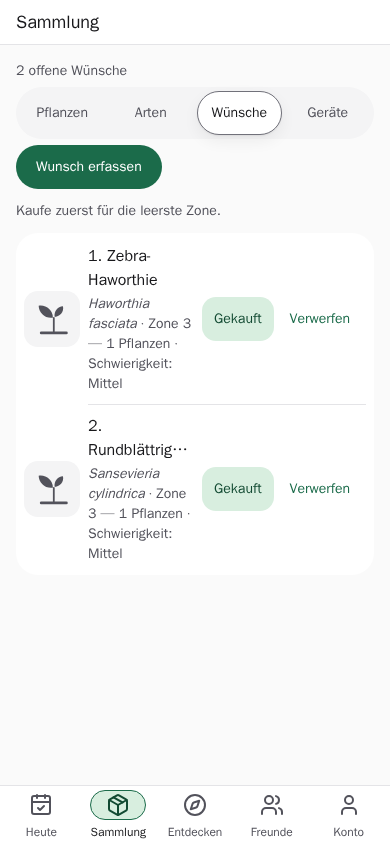 Sammlung
2 offene Wünsche
Pflanzen Arten Wünsche Geräte
Wunsch erfassen
Kaufe zuerst für die leerste Zone.
1. Zebra-
Haworthie
Haworthia
fasciata · Zone 3
— 1 Pflanzen ·
Schwierigkeit:
Mittel
Gekauft Verwerfen
2.
Rundblättrig…
Sansevieria
cylindrica · Zone
3 — 1 Pflanzen ·
Schwierigkeit:
Mittel
Gekauft Verwerfen
Heute Sammlung Entdecken Freunde Konto